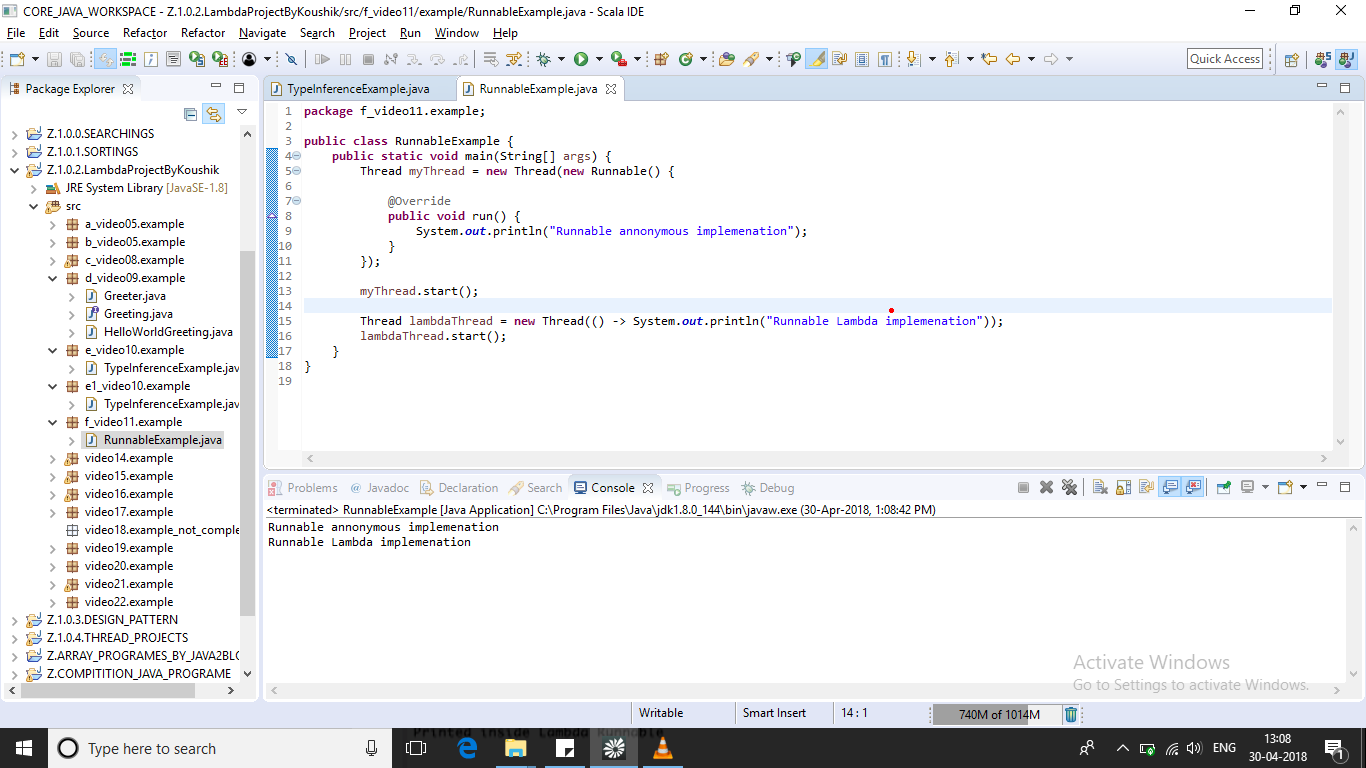 CORE_JAVA_WORKSPACE - Z.1.0.2.LambdaProjectByKoushik/src/f_video11/example/RunnableExample.java - Scala IDE
File Edit Source Refactor Refactor Navigate Search Project Run Window Help
Quick Access
Package Explorer
Z.1.0.0.SEARCHINGS
Z.1.0.1.SORTINGS
Z.1.0.2.LambdaProjectByKoushik
JRE System Library [JavaSE-1.8]
src
a_video05.example
b_video05.example
c_video08.example
d_video09.example
Greeter.java
Greeting.java
HelloWorldGreeting.java
e_video10.example
TypeInferenceExample.jav
e1_video10.example
TypeInferenceExample.jav
f_video11.example
RunnableExample.java
video14.example
video15.example
video16.example
video17.example
video18.example_not_comple
video19.example
video20.example
video21.example
video22.example
Z.1.0.3.DESIGN_PATTERN
Z.1.0.4.THREAD_PROJECTS
Z.ARRAY_PROGRAMES_BY_JAVA2BLO
Z.COMPITITION_JAVA_PROGRAME
TypeInferenceExample.java RunnableExample.java
1 package f_video11.example;
2
3 public class RunnableExample {
4 public static void main(String[] args) {
5 Thread myThread = new Thread(new Runnable() {
6
7 @Override
8 public void run() {
9 System.out.println("Runnable annonymous implemenation");
10 }
11 });
12
13 myThread.start();
14
15 Thread lambdaThread = new Thread(() -> System.out.println("Runnable Lambda implemenation"));
16 lambdaThread.start();
17 }
18 }
19
Problems Javadoc Declaration Search Console Progress Debug
<terminated> RunnableExample [Java Application] C:\Program Files\Java\jdk1.8.0_144\bin\javaw.exe (30-Apr-2018, 1:08:42 PM)
Runnable annonymous implemenation
Runnable Lambda implemenation
Activate Windows
Go to Settings to activate Windows.
Writable Smart Insert 14 : 1 740M of 1014M
Printed inside Lambda Runnable
Type here to search
ENG
13:08
30-04-2018
1